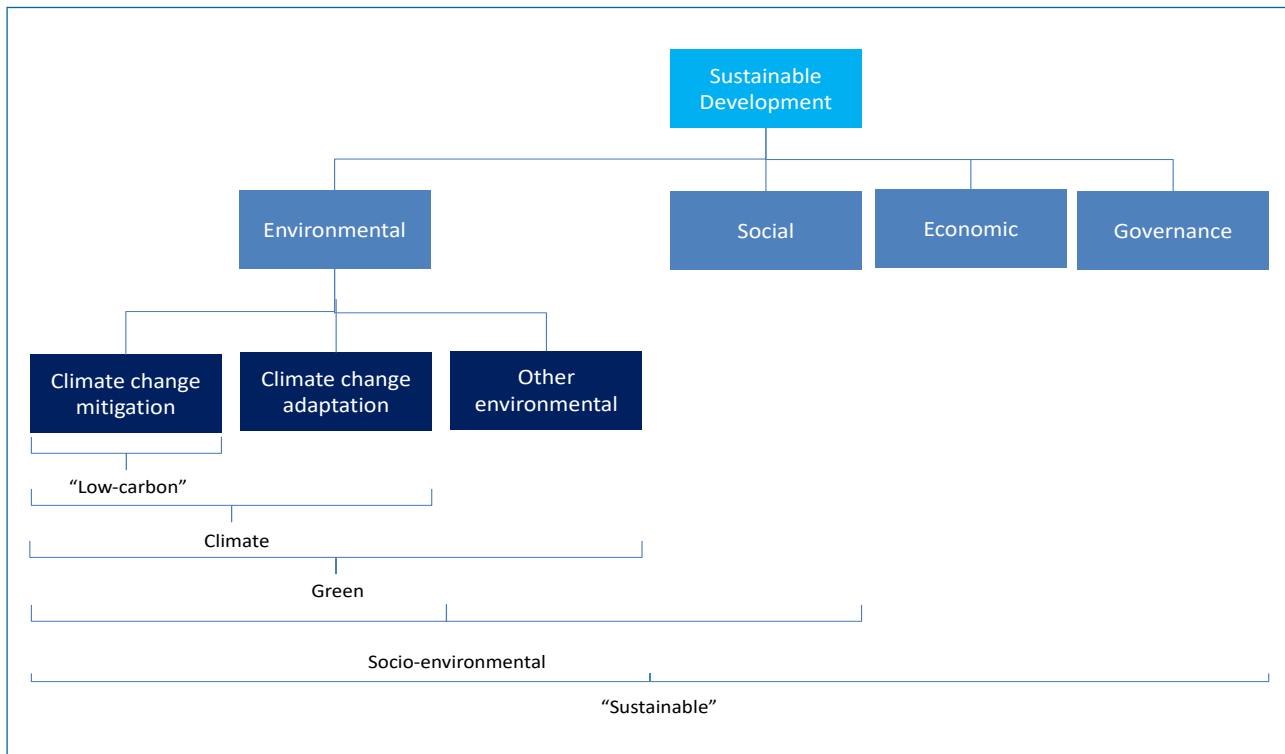 Sustainable
Development
Environmental
Social
Economic
Governance
Climate change
mitigation
Climate change
adaptation
Other
environmental
“Low-carbon”
Climate
Green
Socio-environmental
“Sustainable”